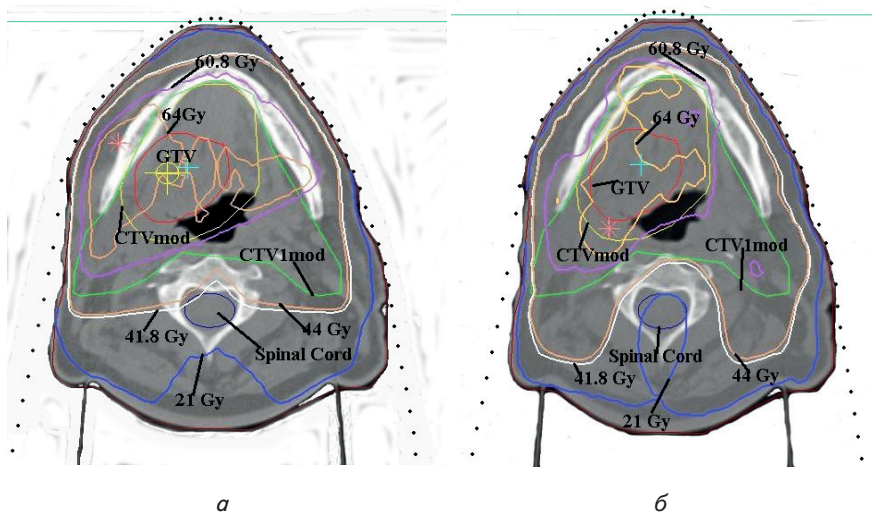 60.8 Gy
64Gy
GTV
CTVmod
CTV1mod
41.8 Gy
44 Gy
Spinal Cord
21 Gy
а
60.8 Gy
64 Gy
GTV
CTVmod
CTV1mod
Spinal Cord
41.8 Gy
44 Gy
21 Gy
б